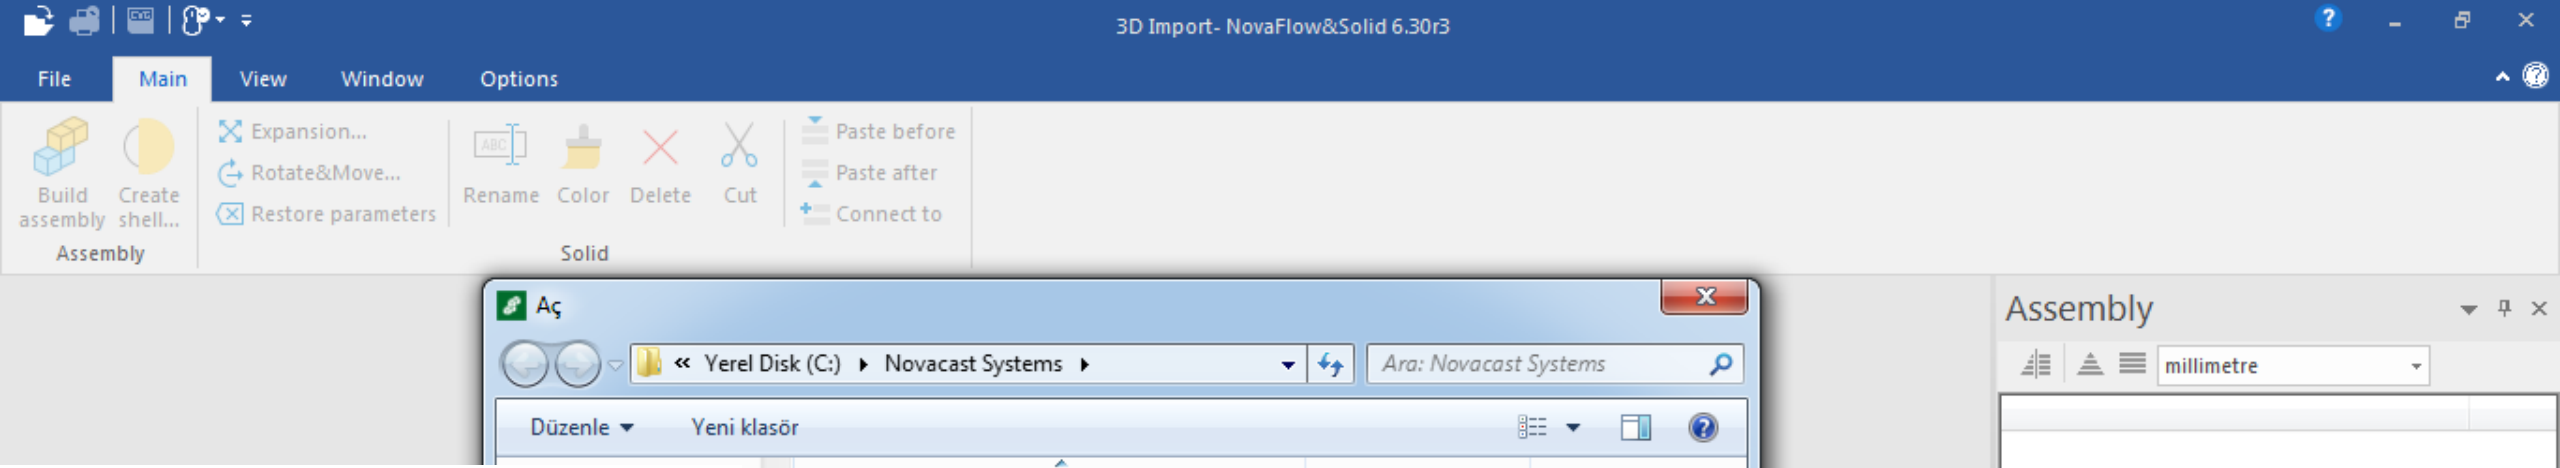 3D Import- NovaFlow&Solid 6.30r3
File Main View Window Options
Build assembly
Create shell...
Assembly
Expansion...
Rotate&Move...
Restore parameters
ABC
Rename Color Delete Cut
Solid
Paste before
Paste after
Connect to
Aç
« Yerel Disk (C:) Novacast Systems
Ara: Novacast Systems
Düzenle Yeni klasör
Assembly
millimetre